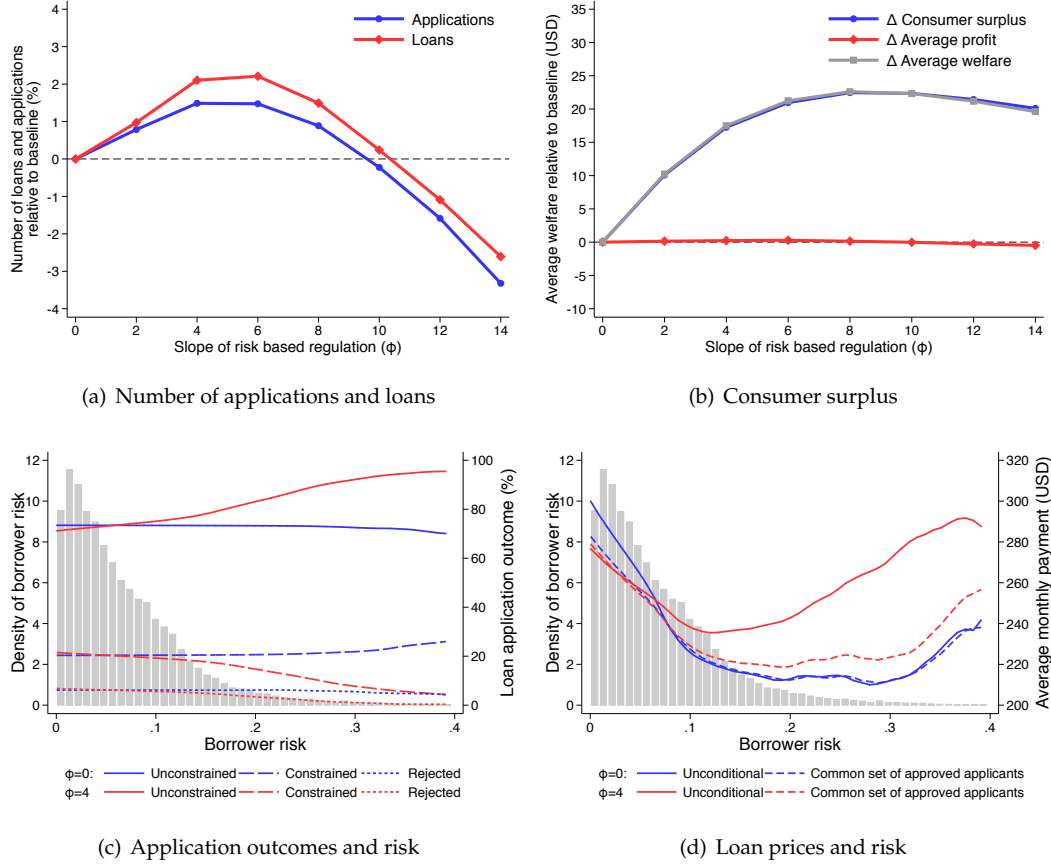 Number of loans and applications
relative to baseline (%)
4
3
2
1
0
-1
-2
-3
-4
Applications
Loans
0 2 4 6 8 10 12 14
Slope of risk based regulation (φ)
(a) Number of applications and loans
Average welfare relative to baseline (USD)
35
30
25
20
15
10
5
0
-5
-10
Δ Consumer surplus
Δ Average profit
Δ Average welfare
0 2 4 6 8 10 12 14
Slope of risk based regulation (φ)
(b) Consumer surplus
Density of borrower risk
12
10
8
6
4
2
0
Loan application outcome (%)
100
80
60
40
20
0
0 .1 .2 .3 .4
Borrower risk
φ=0: Unconstrained Constrained Rejected
φ=4 Unconstrained Constrained Rejected
(c) Application outcomes and risk
Density of borrower risk
12
10
8
6
4
2
0
Average monthly payment (USD)
320
300
280
260
240
220
200
0 .1 .2 .3 .4
Borrower risk
φ=0: Unconditional Common set of approved applicants
φ=4 Unconditional Common set of approved applicants
(d) Loan prices and risk